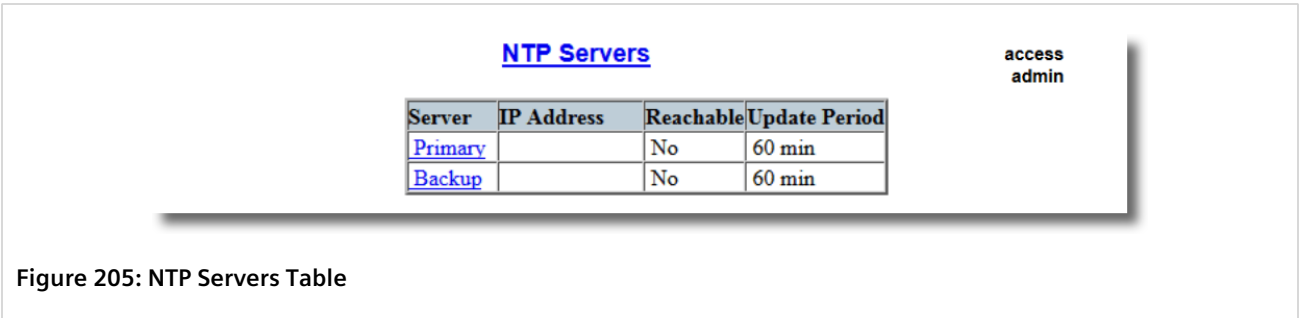 NTP Servers
access
admin
Server IP Address Reachable Update Period
Primary No 60 min
Backup No 60 min
Figure 205: NTP Servers Table